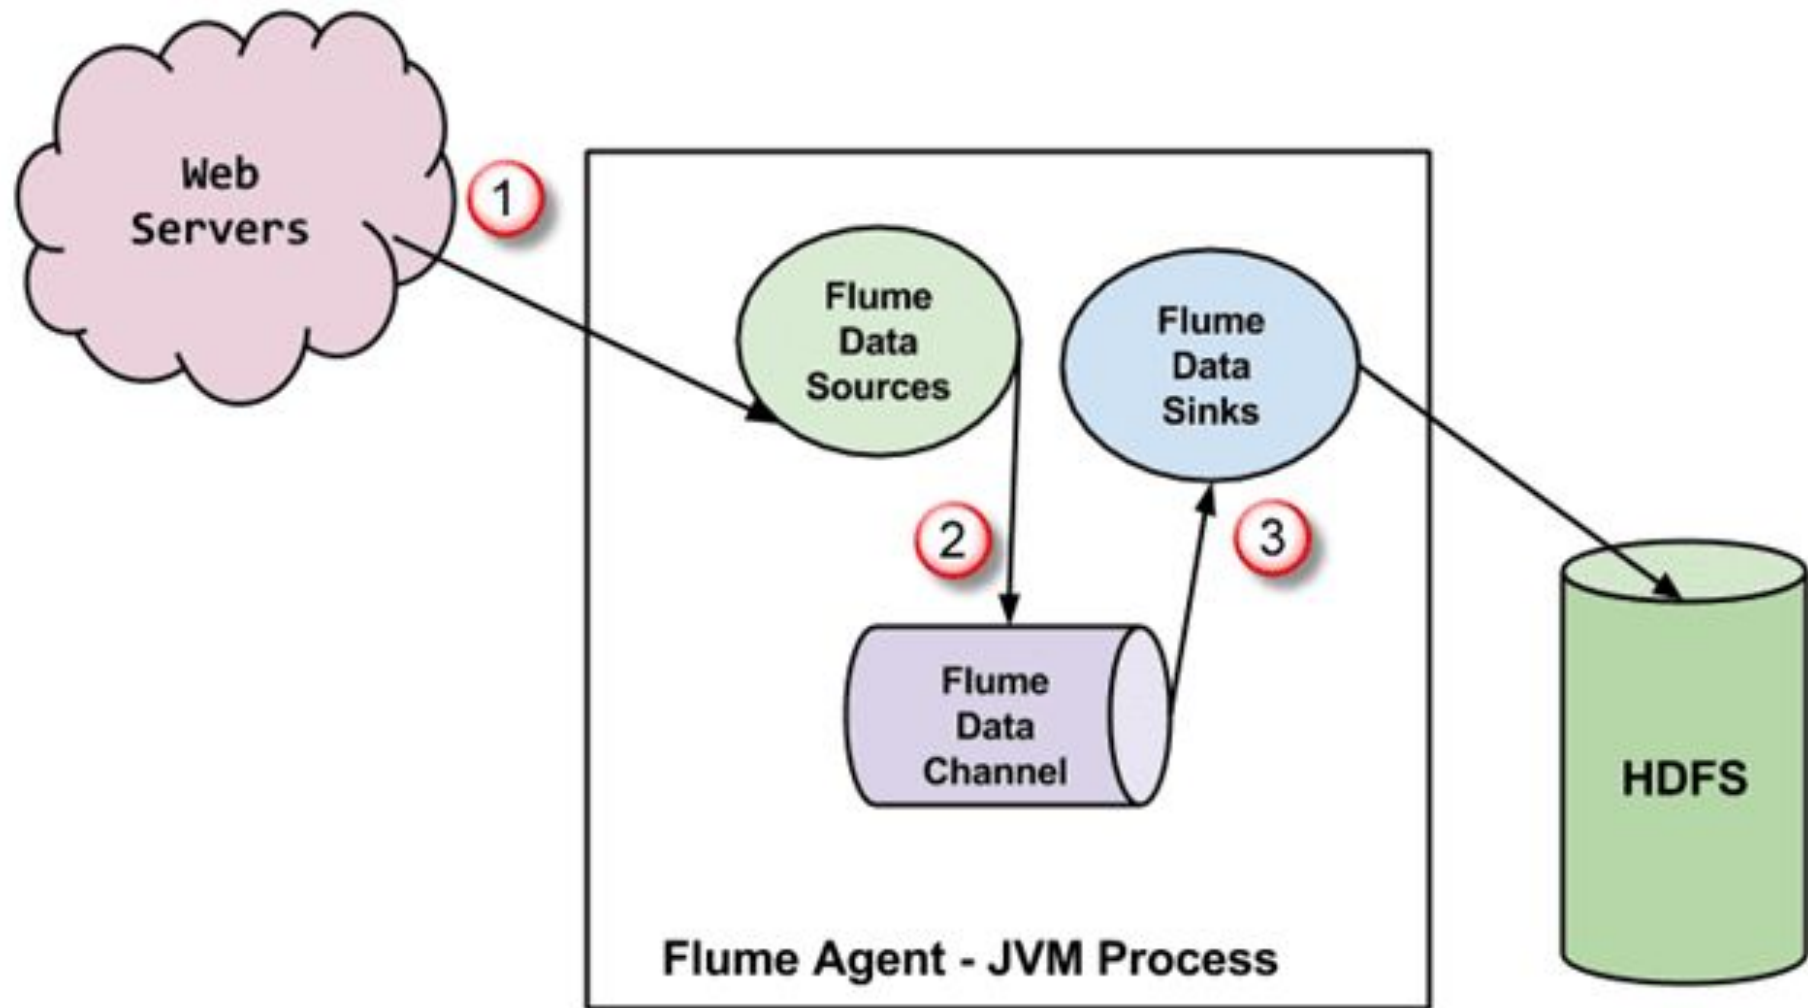 Web
Servers
1
Flume
Data
Sources
Flume
Data
Sinks
2
3
Flume
Data
Channel
HDFS
Flume Agent - JVM Process